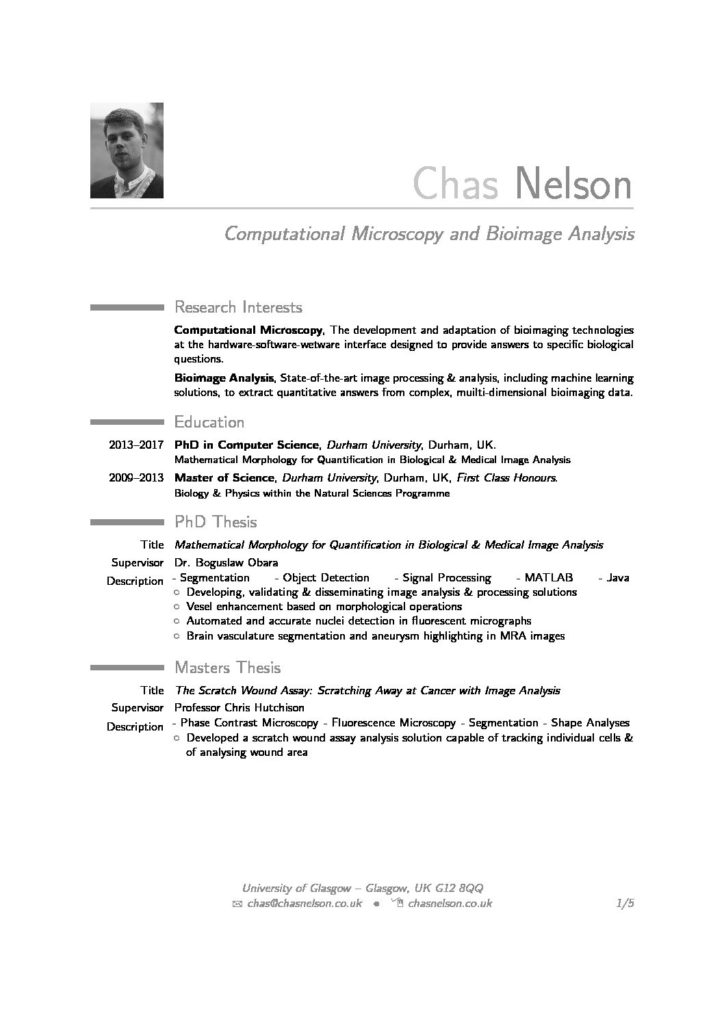 Chas Nelson
Computational Microscopy and Bioimage Analysis
Research Interests
Computational Microscopy, The development and adaptation of bioimaging technologies
at the hardware-software-wetware interface designed to provide answers to specific biological
questions.
Bioimage Analysis, State-of-the-art image processing & analysis, including machine learning
solutions, to extract quantitative answers from complex, muilti-dimensional bioimaging data.
Education
2013–2017 PhD in Computer Science, Durham University, Durham, UK.
Mathematical Morphology for Quantification in Biological & Medical Image Analysis
2009–2013 Master of Science, Durham University, Durham, UK, First Class Honours.
Biology & Physics within the Natural Sciences Programme
PhD Thesis
Title Mathematical Morphology for Quantification in Biological & Medical Image Analysis
Supervisor Dr. Boguslaw Obara
Description - Segmentation - Object Detection - Signal Processing - MATLAB - Java
○ Developing, validating & disseminating image analysis & processing solutions
○ Vesel enhancement based on morphological operations
○ Automated and accurate nuclei detection in fluorescent micrographs
○ Brain vasculature segmentation and aneurysm highlighting in MRA images
Masters Thesis
Title The Scratch Wound Assay: Scratching Away at Cancer with Image Analysis
Supervisor Professor Chris Hutchison
Description - Phase Contrast Microscopy - Fluorescence Microscopy - Segmentation - Shape Analyses
○ Developed a scratch wound assay analysis solution capable of tracking individual cells &
of analysing wound area
University of Glasgow – Glasgow, UK G12 8QQ
✉ chas@chasnelson.co.uk • chasnelson.co.uk 1/5